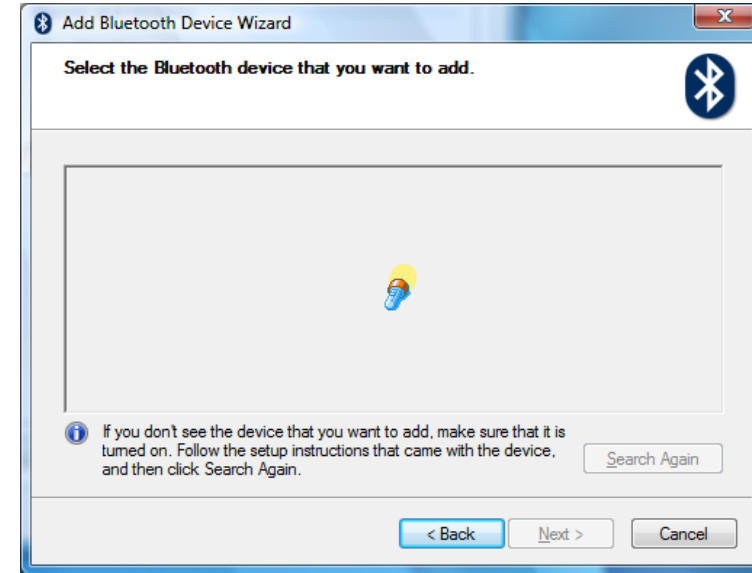 Add Bluetooth Device Wizard
Select the Bluetooth device that you want to add.
If you don't see the device that you want to add, make sure that it is
turned on. Follow the setup instructions that came with the device,
and then click Search Again.
Search Again
< Back
Next >
Cancel